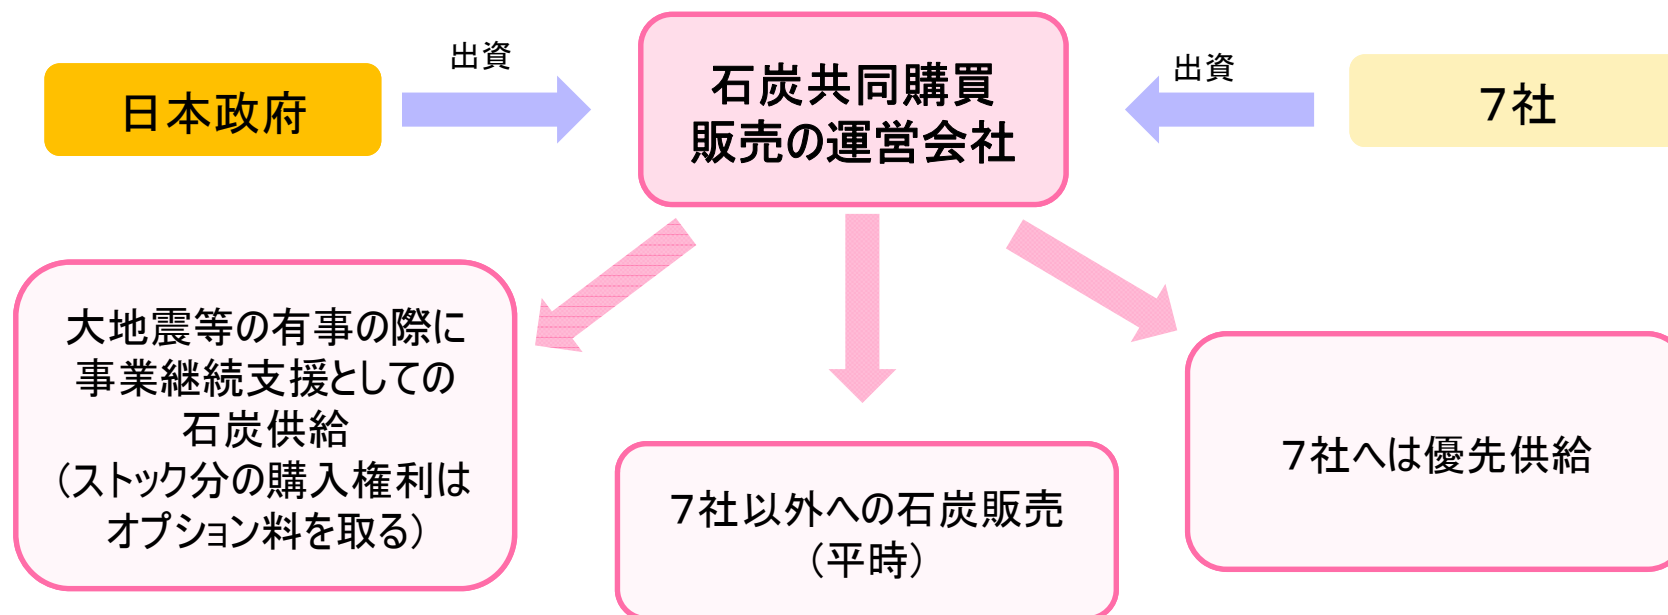 日本政府
出資
石炭共同購買
販売の運営会社
出資
7社
大地震等の有事の際に
事業継続支援としての
石炭供給
(ストック分の購入権利は
オプション料を取る)
7社以外への石炭販売
(平時)
7社へは優先供給